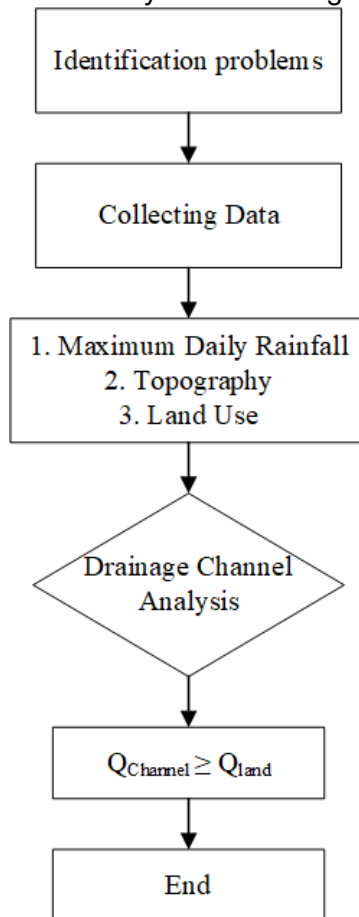 Identification problems
Collecting Data
1. Maximum Daily Rainfall
2. Topography
3. Land Use
Drainage Channel
Analysis
QChannel ≥ Qland
End